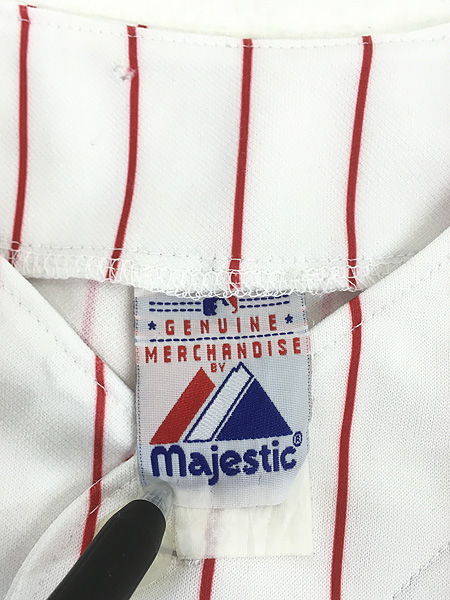 * GENUINE *
MERCHANDISE
BY
Majestic®